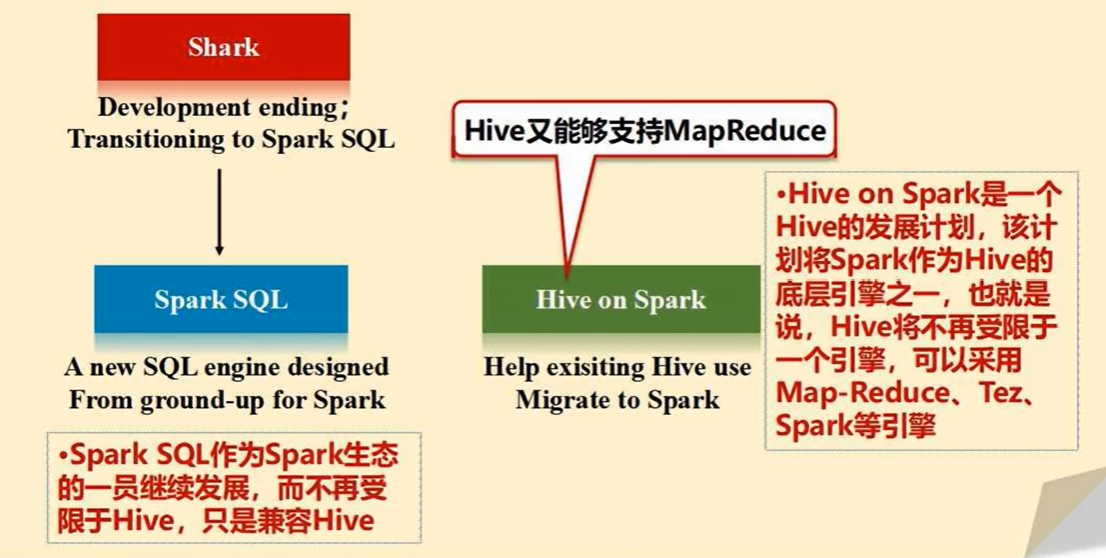 Shark
Development ending；
Transitioning to Spark SQL
Hive又能够支持MapReduce
Spark SQL
A new SQL engine designed
From ground-up for Spark
•Spark SQL作为Spark生态
的一员继续发展，而不再受
限于Hive，只是兼容Hive
Hive on Spark
Help exisiting Hive use
Migrate to Spark
•Hive on Spark是一个
Hive的发展计划，该计
划将Spark作为Hive的
底层引擎之一，也就是
说，Hive将不再受限于
一个引擎，可以采用
Map-Reduce、Tez、
Spark等引擎